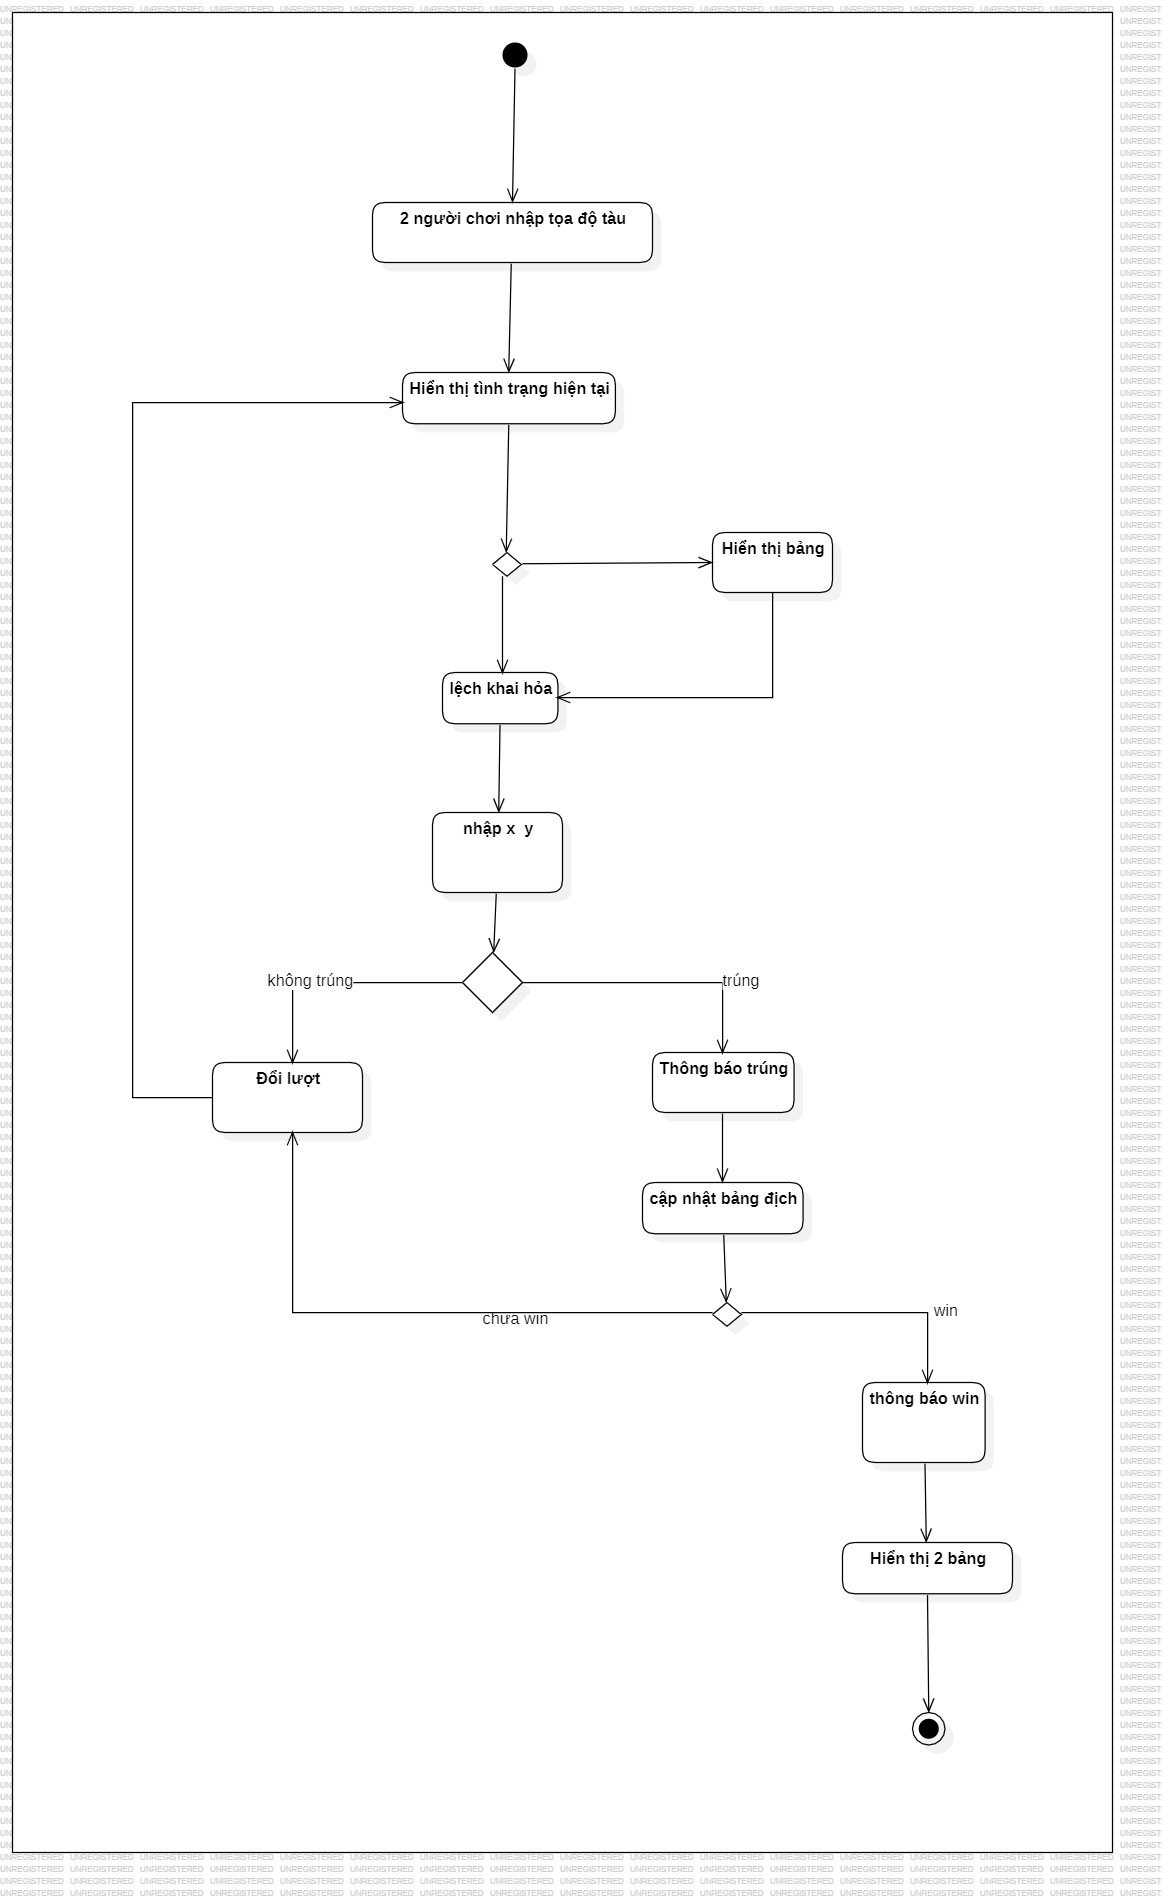 2 người chơi nhập tọa độ tàu
Hiển thị tình trạng hiện tại
Hiển thị bảng
lệch khai hỏa
nhập x  y
không trúng
trúng
Đổi lượt
Thông báo trúng
cập nhật bảng địch
chưa win
win
thông báo win
Hiển thị 2 bảng
UNREGISTERED